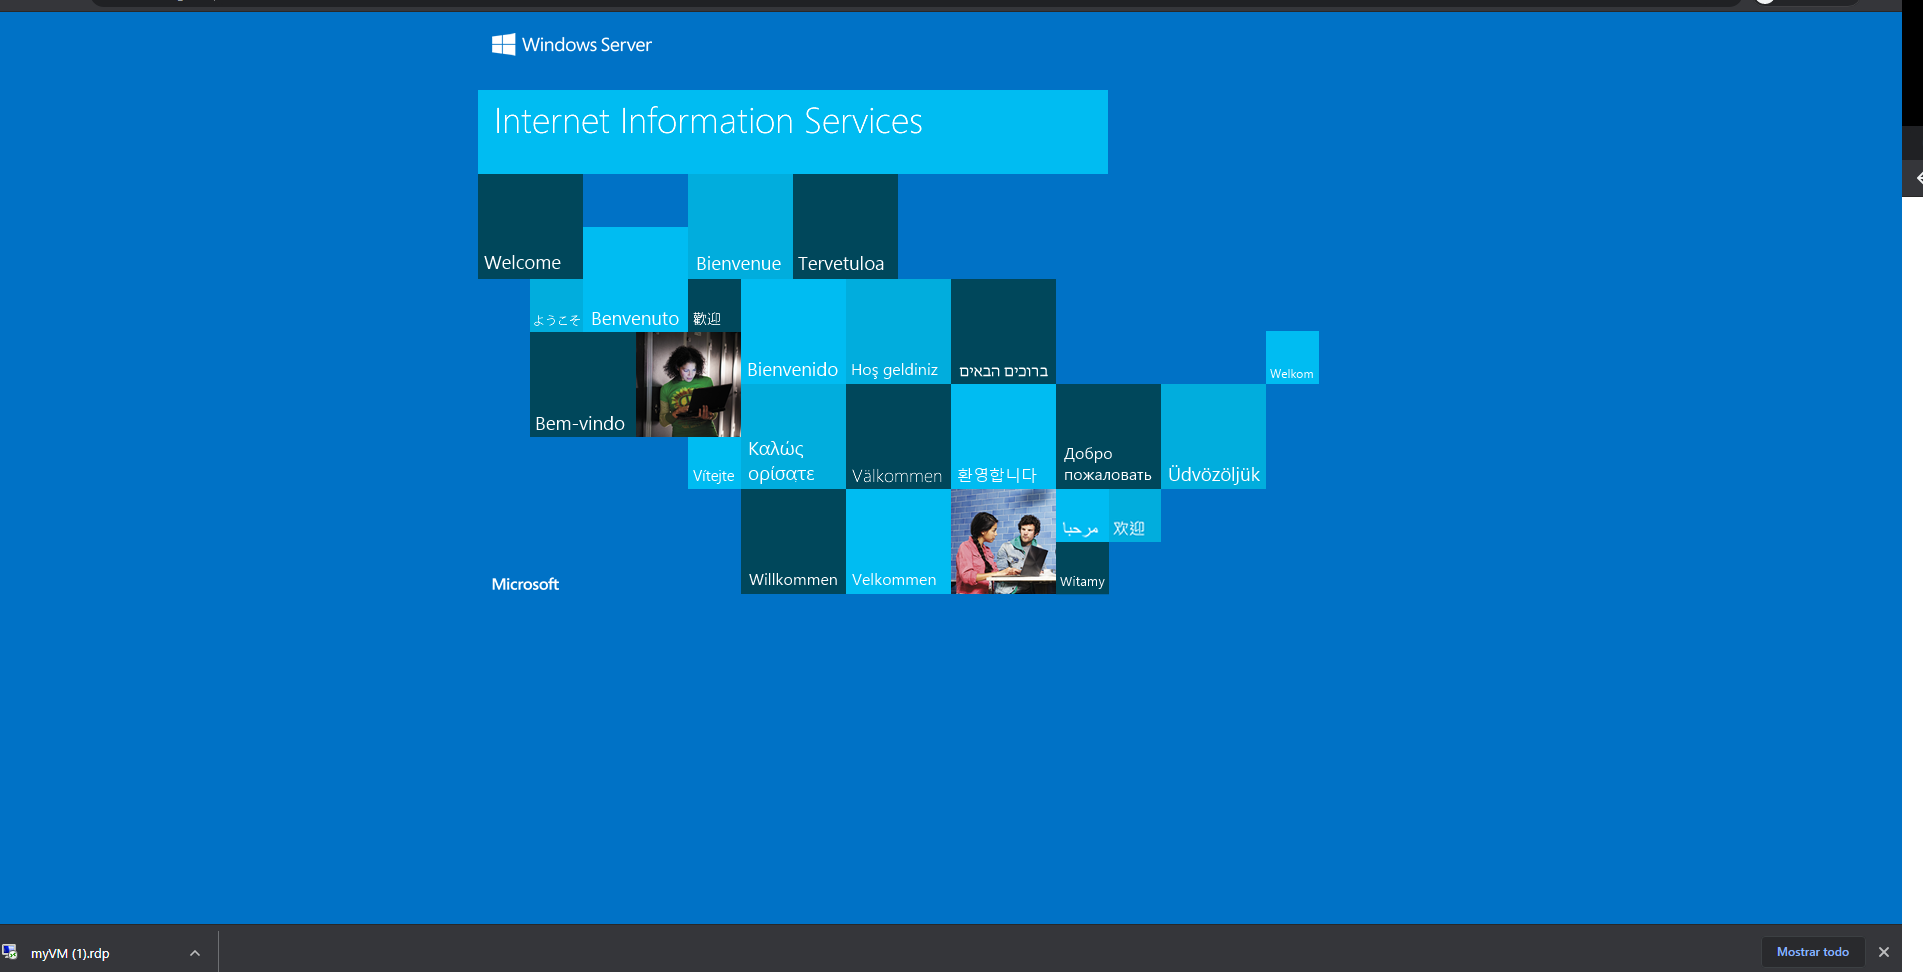 Windows Server
Internet Information Services
Welcome
Bienvenue
Tervetuloa
ようこそ
Benvenuto
歡迎
Bienvenido
Hoş geldiniz
ברוכים הבאים
Welkom
Bem-vindo
Vítejte
Καλώς
ορίσατε
Välkommen
환영합니다
Добро
пожаловать
Üdvözöljük
مرحبا
欢迎
Microsoft
Willkommen
Velkommen
Witamy
myVM (1).rdp
Mostrar todo